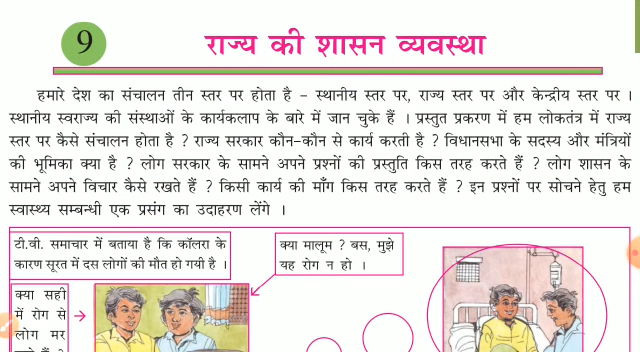 9
राज्य की शासन व्यवस्था
हमारे देश का संचालन तीन स्तर पर होता है – स्थानीय स्तर पर, राज्य स्तर पर और केन्द्रीय स्तर पर ।
स्थानीय स्वराज्य की संस्थाओं के कार्यकलाप के बारे में जान चुके हैं । प्रस्तुत प्रकरण में हम लोकतंत्र में राज्य
स्तर पर कैसे संचालन होता है ? राज्य सरकार कौन–कौन से कार्य करती है ? विधानसभा के सदस्य और मंत्रियों
की भूमिका क्या है ? लोग सरकार के सामने अपने प्रश्नों की प्रस्तुति किस तरह करते हैं ? लोग शासन के
सामने अपने विचार कैसे रखते हैं ? किसी कार्य की माँग किस तरह करते हैं ? इन प्रश्नों पर सोचने हेतु हम
स्वास्थ्य सम्बन्धी एक प्रसंग का उदाहरण लेंगे ।
टी.वी. समाचार में बताया है कि कॉलरा के
कारण सूरत में दस लोगों की मौत हो गयी है ।
क्या मालूम ? बस, मुझे
यह रोग न हो ।
क्या सही
में रोग से
लोग मर